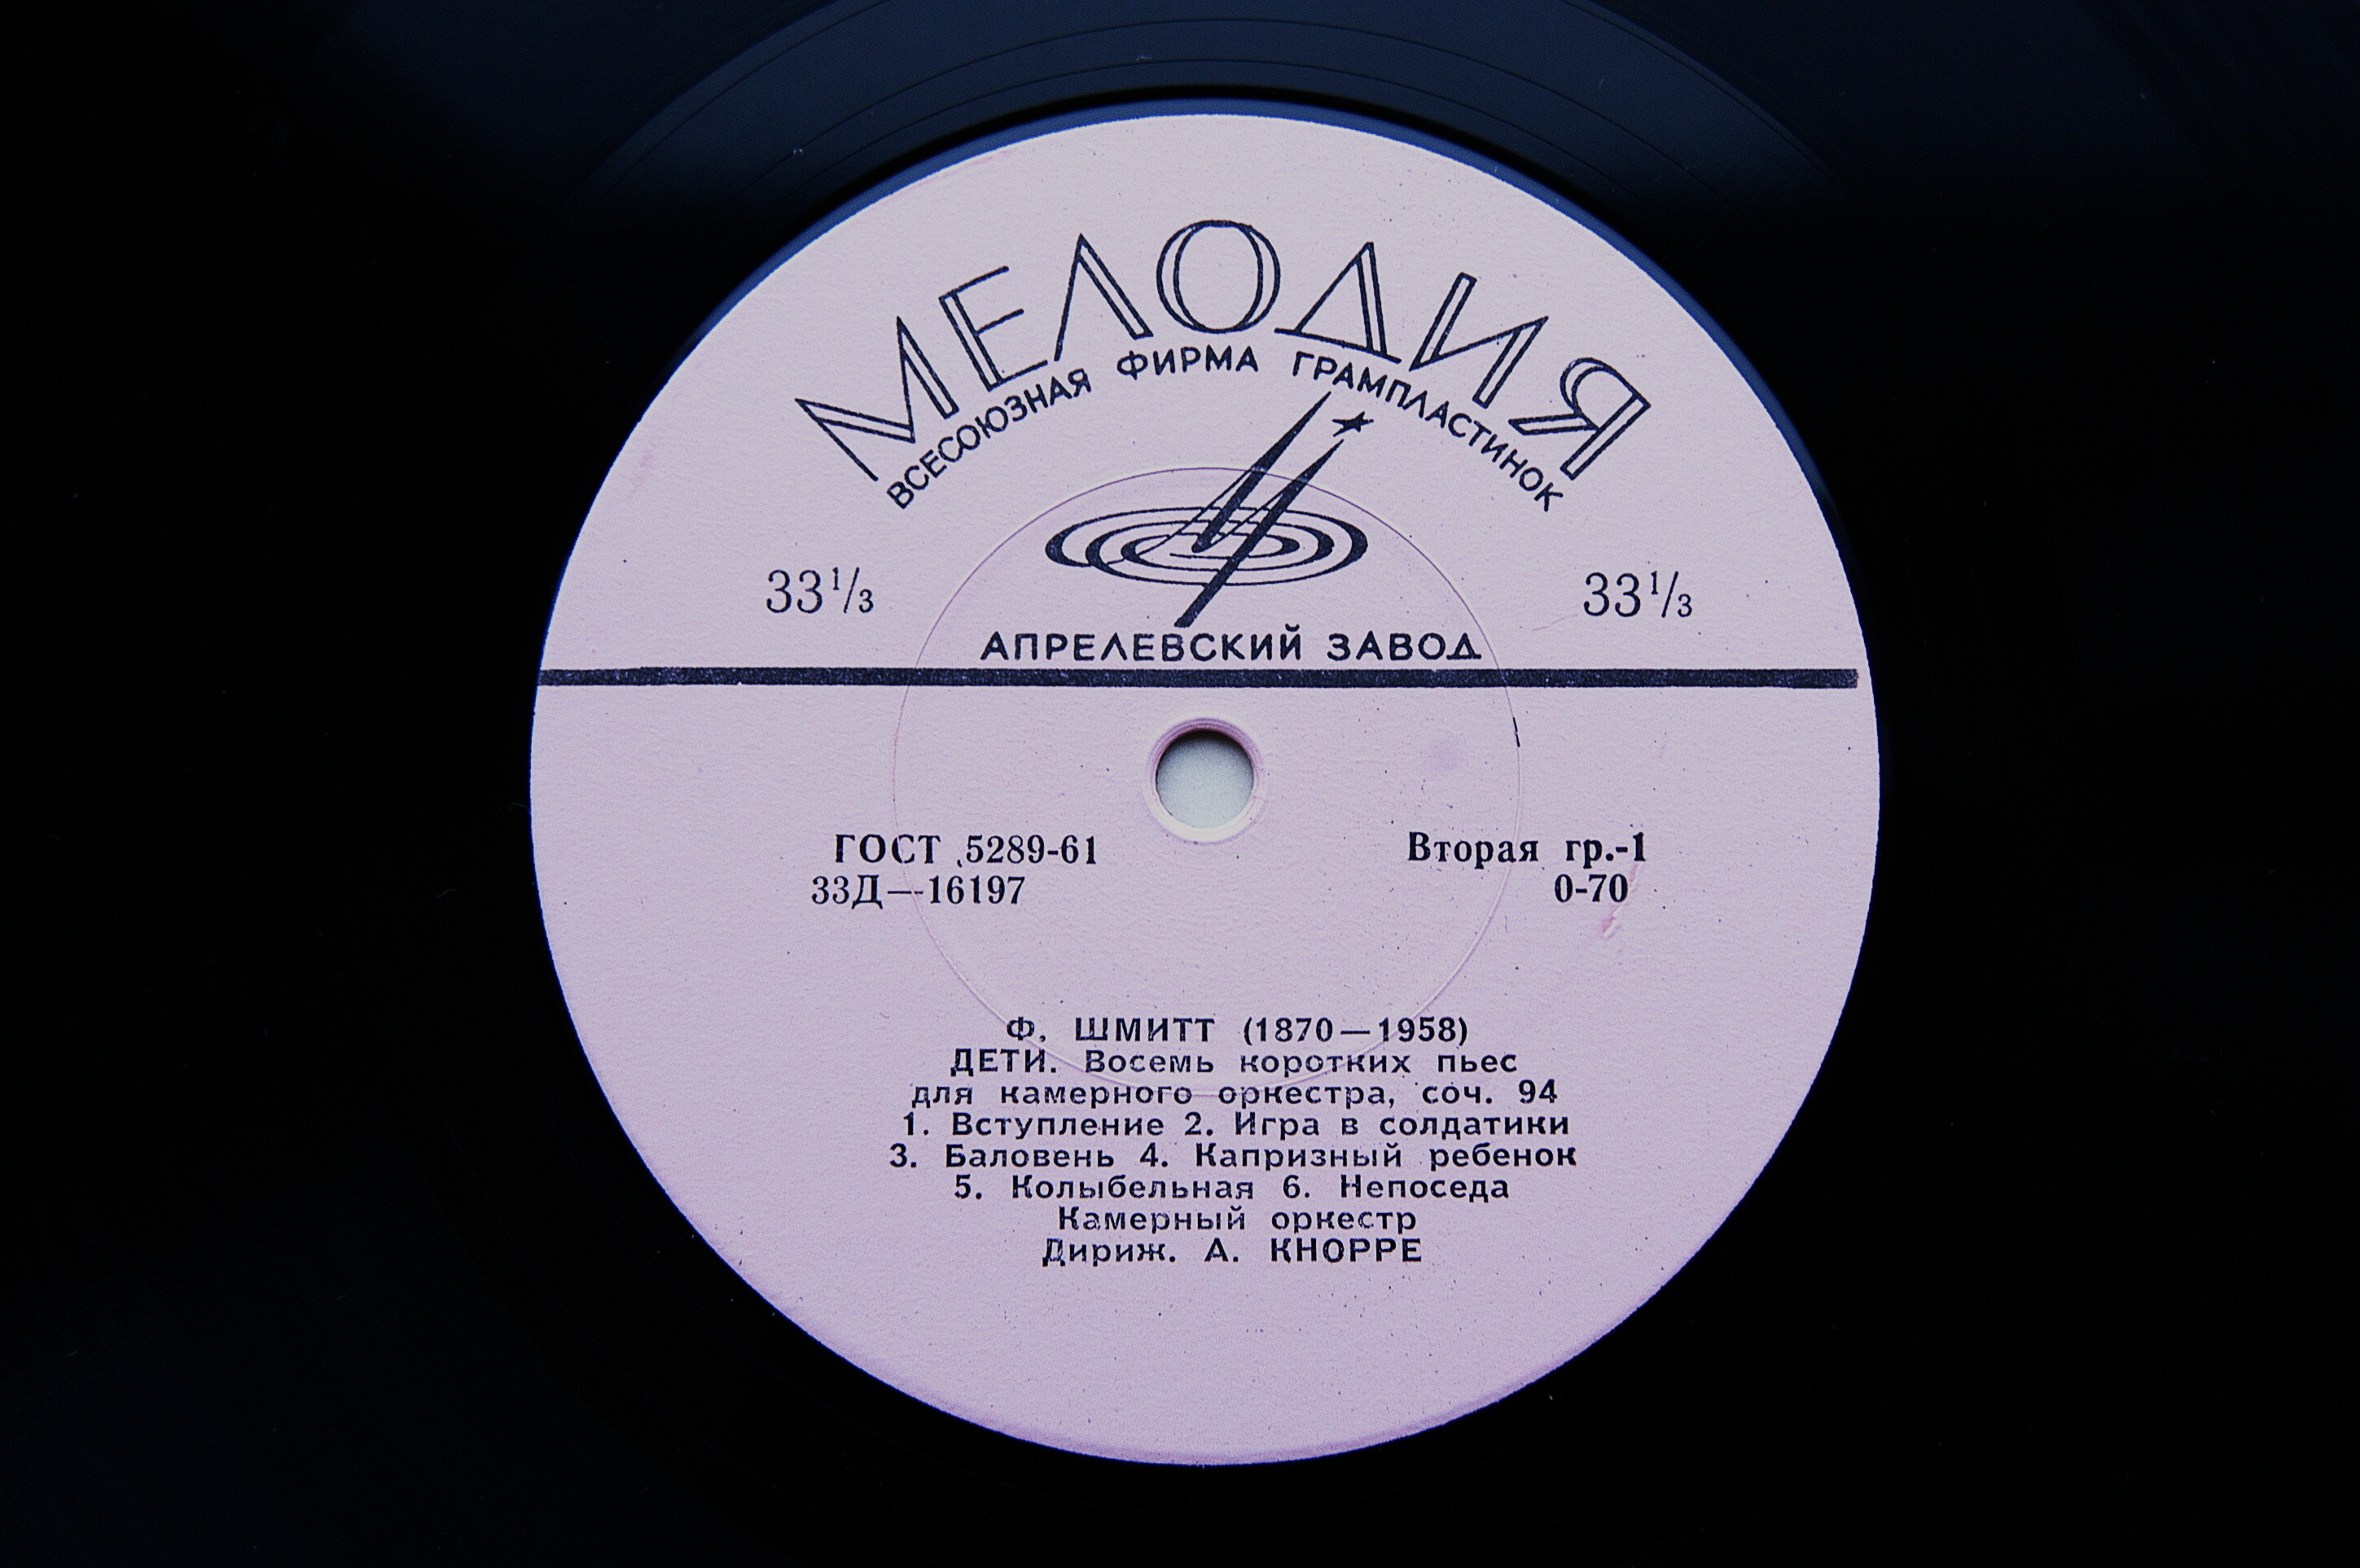 МЕЛОДИЯ
ВСЕСОЮЗНАЯ ФИРМА ГРАМПЛАСТИНОК
33⅓ 33⅓
АПРЕЛЕВСКИЙ ЗАВОД
ГОСТ 5289-61 Вторая гр.-1
33Д—16197 0-70
Ф. ШМИТТ (1870—1958)
ДЕТИ. Восемь коротких пьес
для камерного оркестра, соч. 94
1. Вступление 2. Игра в солдатики
3. Баловень 4. Капризный ребенок
5. Колыбельная 6. Непоседа
Камерный оркестр
Дириж. А. КНОРРЕ